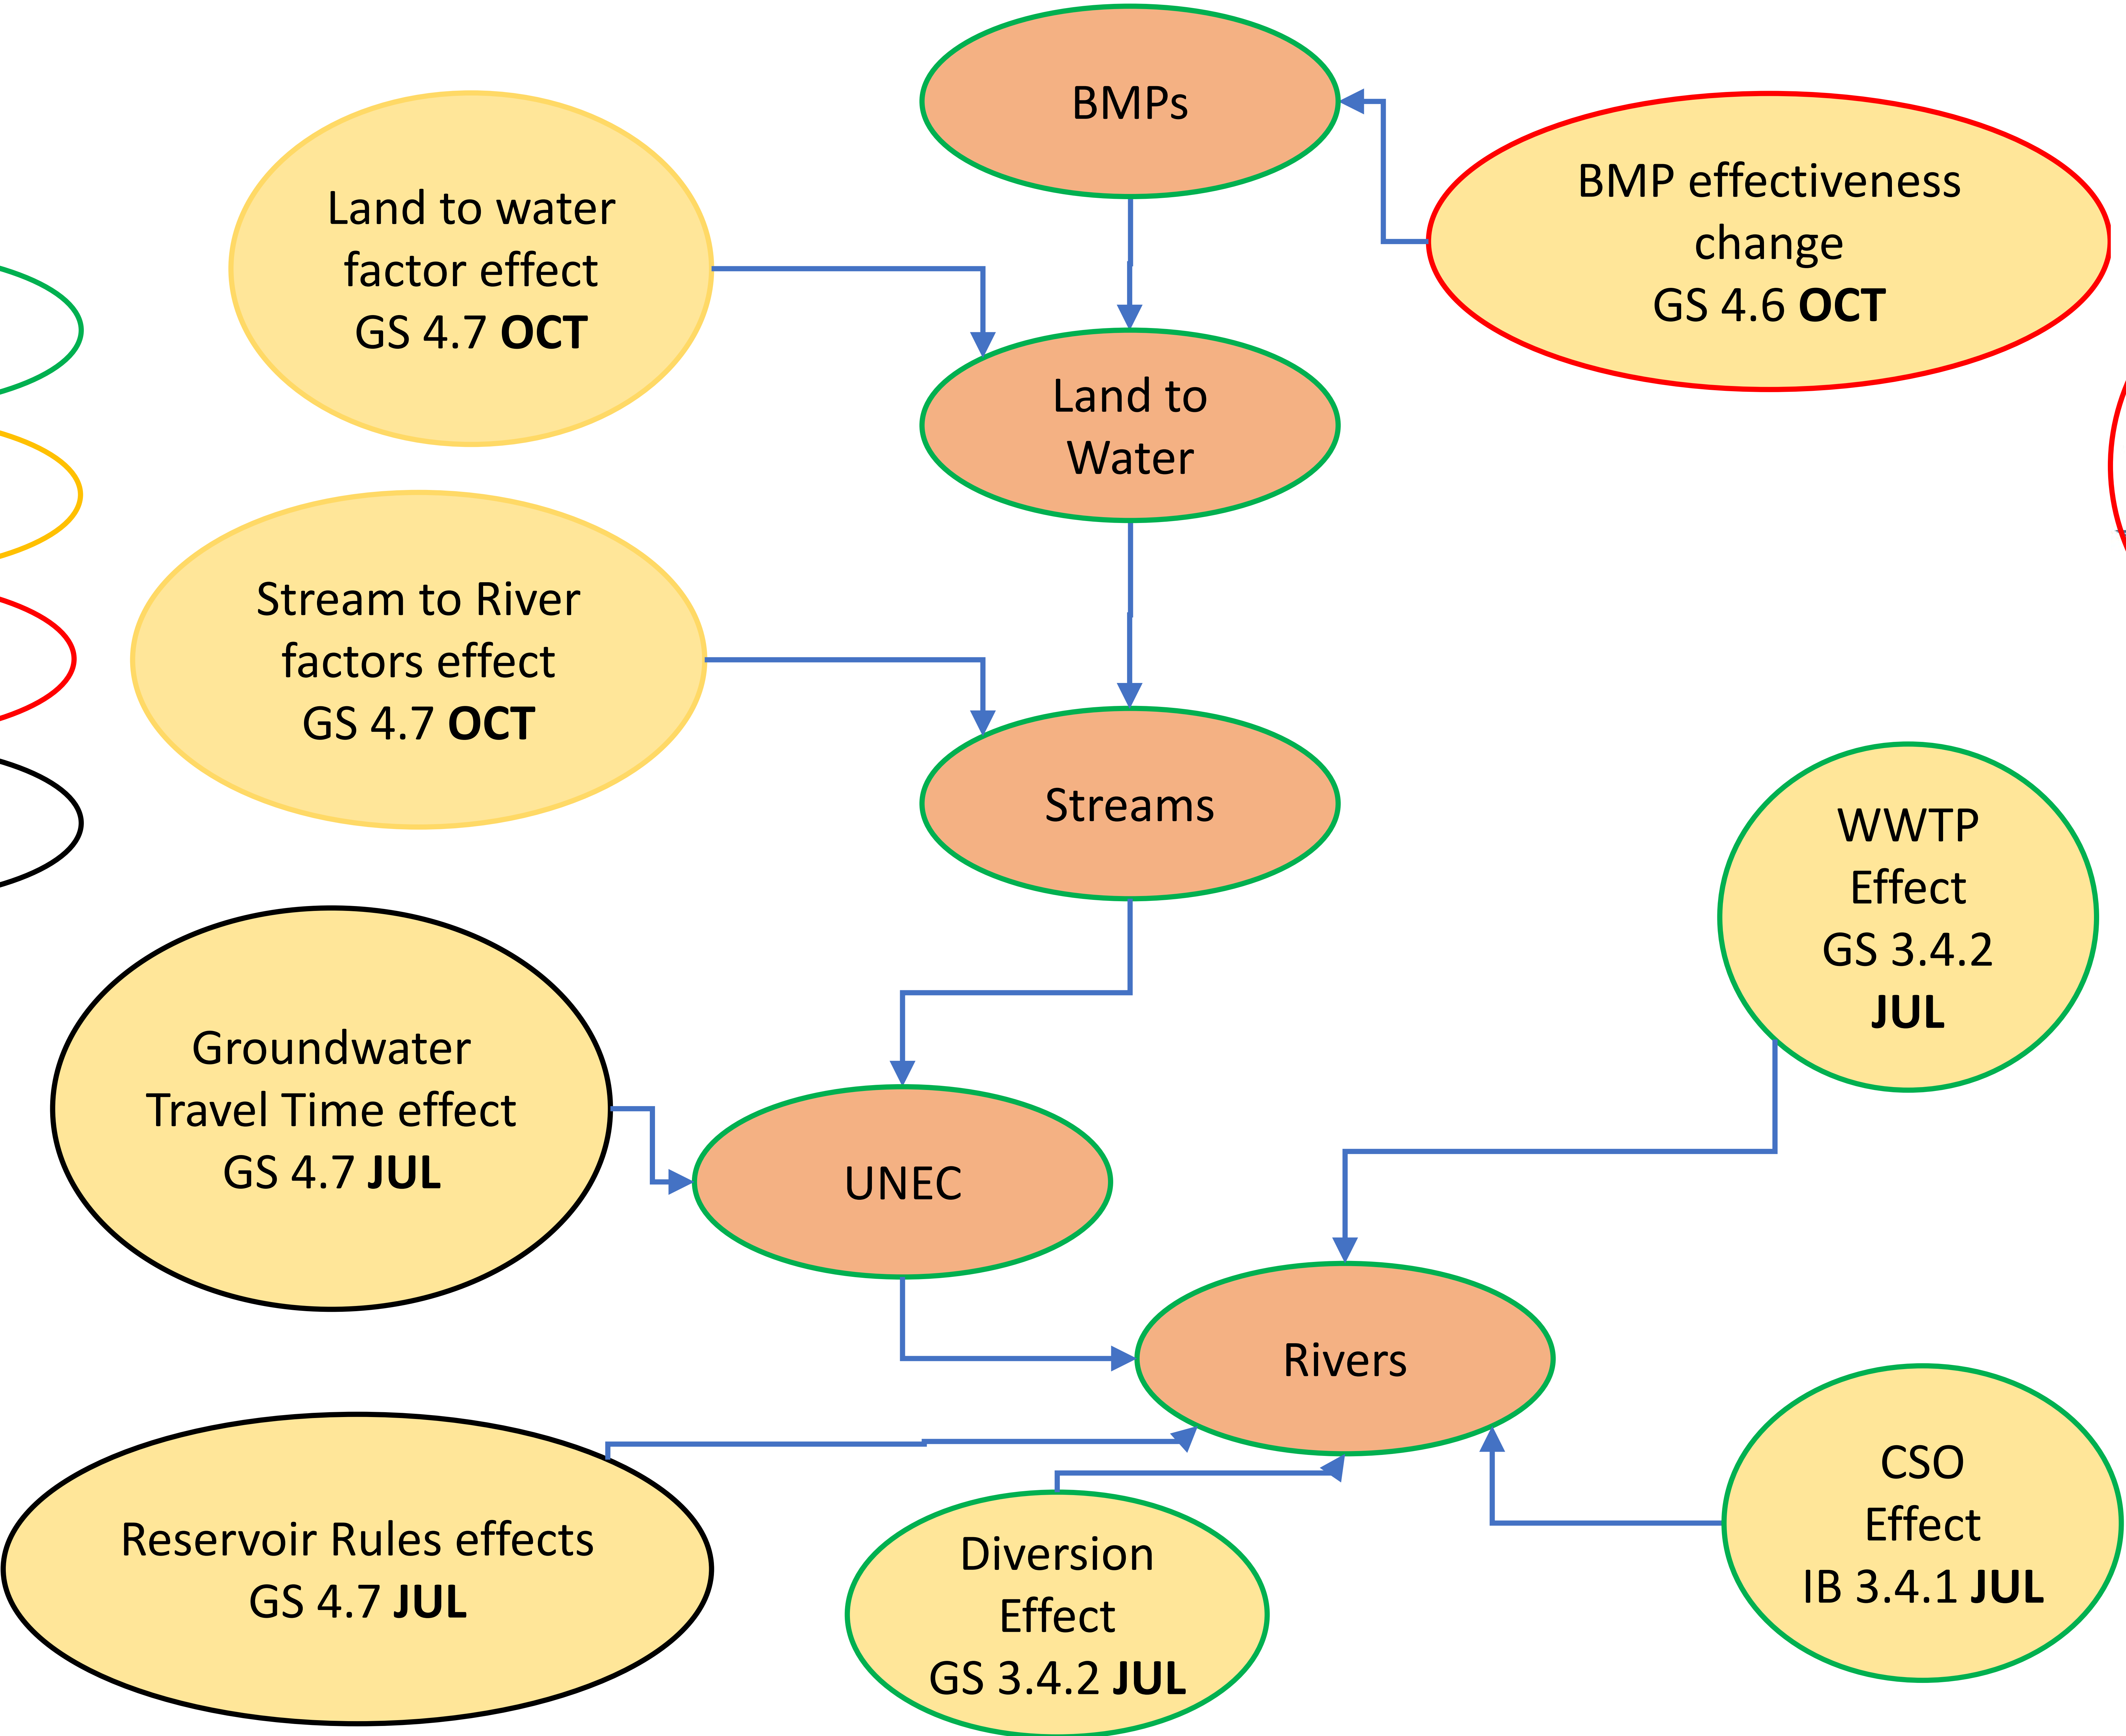 BMPs
Land to water
factor effect
GS 4.7 OCT
BMP effectiveness
change
GS 4.6 OCT
Land to
Water
Stream to River
factors effect
GS 4.7 OCT
Streams
WWTP
Effect
GS 3.4.2
JUL
Groundwater
Travel Time effect
GS 4.7 JUL
UNEC
Rivers
Reservoir Rules effects
GS 4.7 JUL
Diversion
Effect
GS 3.4.2 JUL
CSO
Effect
IB 3.4.1 JUL